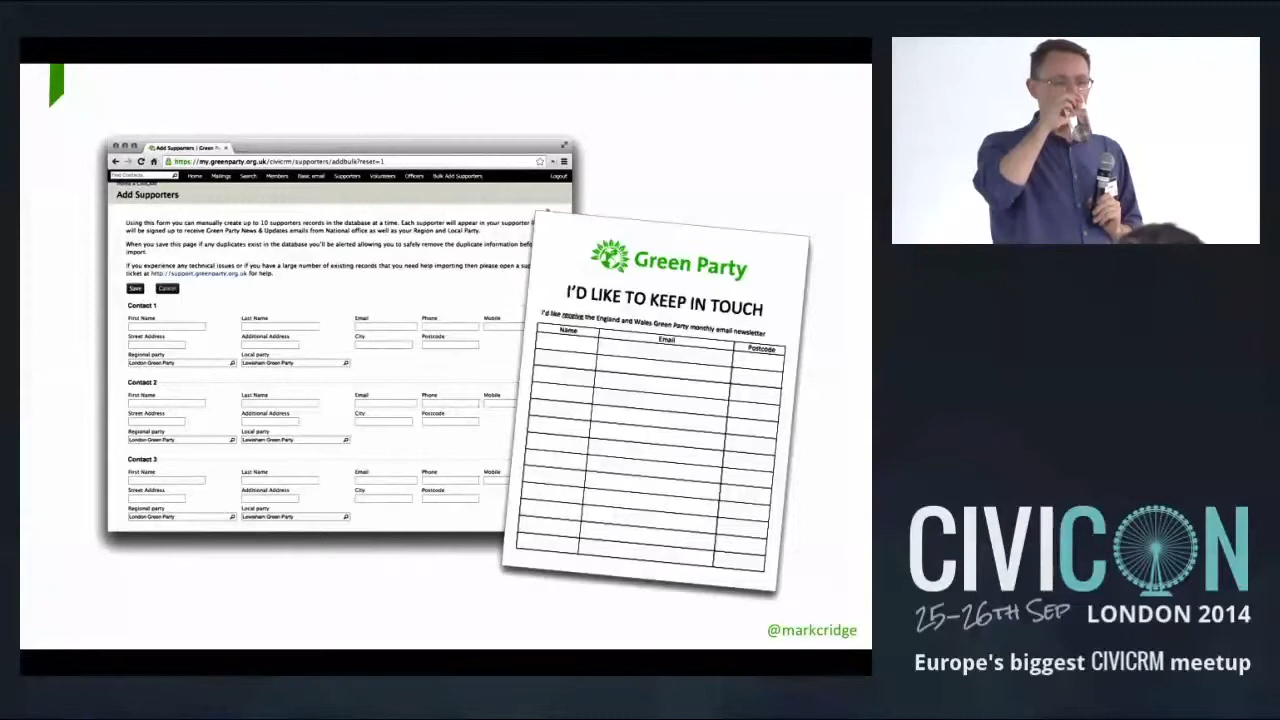 Add Supporters | Green P
https://my.greenparty.org.uk/civicrm/supporters/addbulk?reset=1
Find Contacts
Home Mailings Search Members Basic email Supporters Volunteers Officers Bulk Add Supporters Logout
Add Supporters
Using this form you can manually create up to 10 supporters records in the database at a time. Each supporter will appear in your supporter
will be signed up to receive Green Party News & Updates emails from National office as well as your Region and Local Party.
When you save this page if any duplicates exist in the database you'll be alerted allowing you to safely remove the duplicate information
import.
If you experience any technical issues or if you have a large number of existing records that you need help importing then please open a
ticket at http://support.greenparty.org.uk for help.
Save Cancel
Contact 1
First Name Last Name Email Phone Mobile
Street Address Additional Address City Postcode
Regional party Local party
London Green Party Lewisham Green Party
Contact 2
First Name Last Name Email Phone Mobile
Street Address Additional Address City Postcode
Regional party Local party
London Green Party Lewisham Green Party
Contact 3
First Name Last Name Email Phone Mobile
Street Address Additional Address City Postcode
Regional party Local party
London Green Party Lewisham Green Party
Green Party
I'D LIKE TO KEEP IN TOUCH
I'd like receive the England and Wales Green Party monthly email newsletter
Name Email Postcode
@markcridge
CIVICON
25-26TH SEP LONDON 2014
Europe's biggest CIVICRM meetup